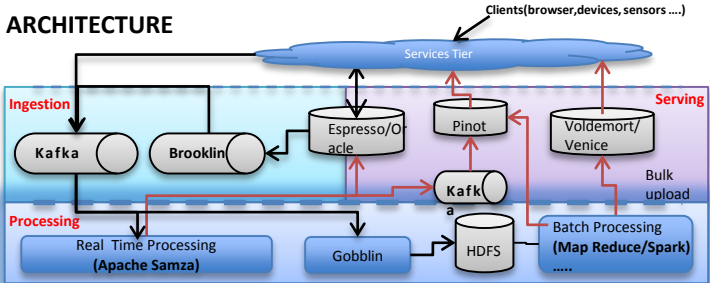 Clients(browser,devices, sensors ....)
ARCHITECTURE
Services Tier
Ingestion
Serving
Kafka
Brooklin
Espresso/Or
acle
Pinot
Voldemort/
Venice
Kafk
a
Bulk
upload
Processing
Real Time Processing
(Apache Samza)
Gobblin
HDFS
Batch Processing
(Map Reduce/Spark)
.....